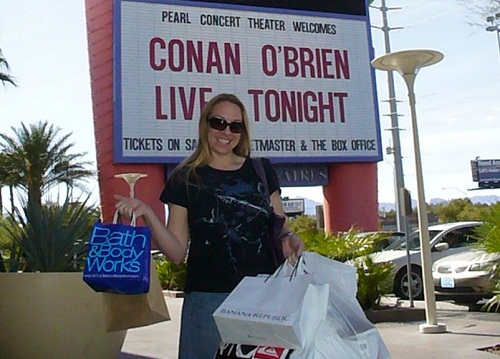 PEARL CONCERT THEATER WELCOMES
CONAN O'BRIEN
LIVE TONIGHT
TICKETS ON SA TMASTER & THE BOX OFFICE
Bath
& Body
Works
BANANA REPUBLIC